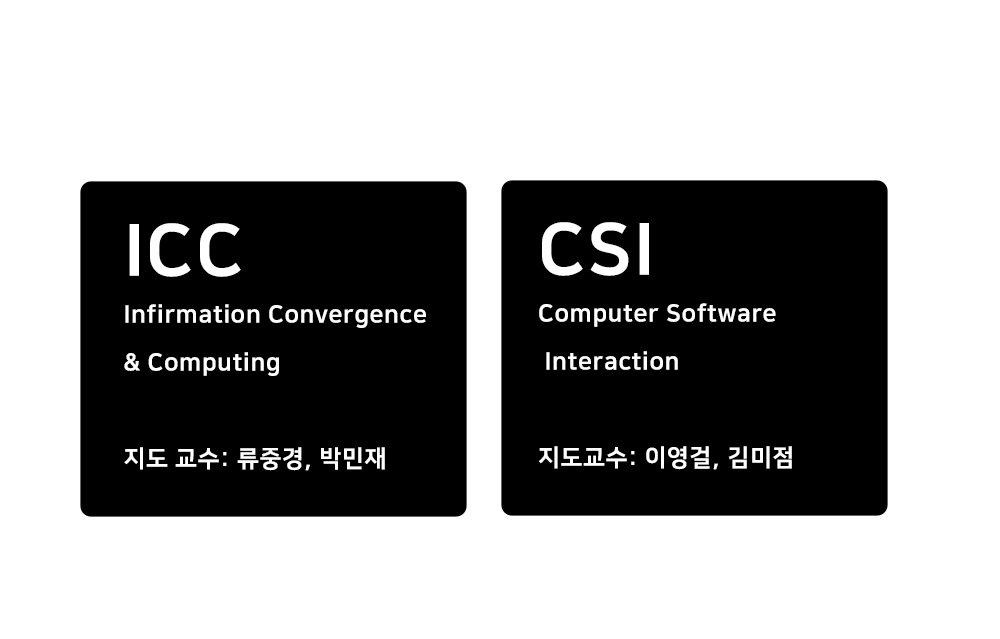 ICC
Infirmation Convergence
& Computing
지도 교수: 류중경, 박민재
CSI
Computer Software
Interaction
지도교수: 이영걸, 김미점